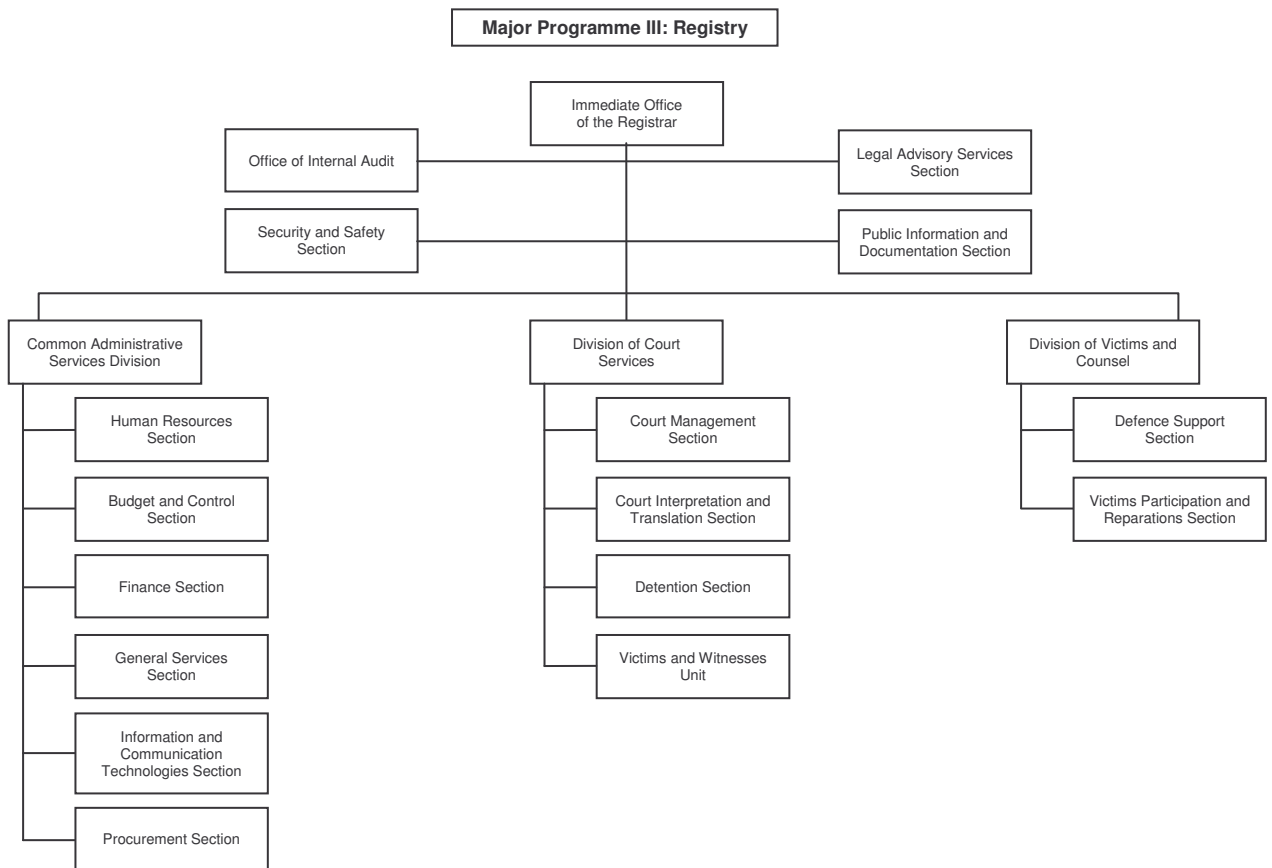 Major Programme III: Registry
Immediate Office
of the Registrar
Office of Internal Audit
Legal Advisory Services
Section
Security and Safety
Section
Public Information and
Documentation Section
Common Administrative
Services Division
Human Resources
Section
Budget and Control
Section
Finance Section
General Services
Section
Information and
Communication
Technologies Section
Procurement Section
Division of Court
Services
Court Management
Section
Court Interpretation and
Translation Section
Detention Section
Victims and Witnesses
Unit
Division of Victims and
Counsel
Defence Support
Section
Victims Participation and
Reparations Section